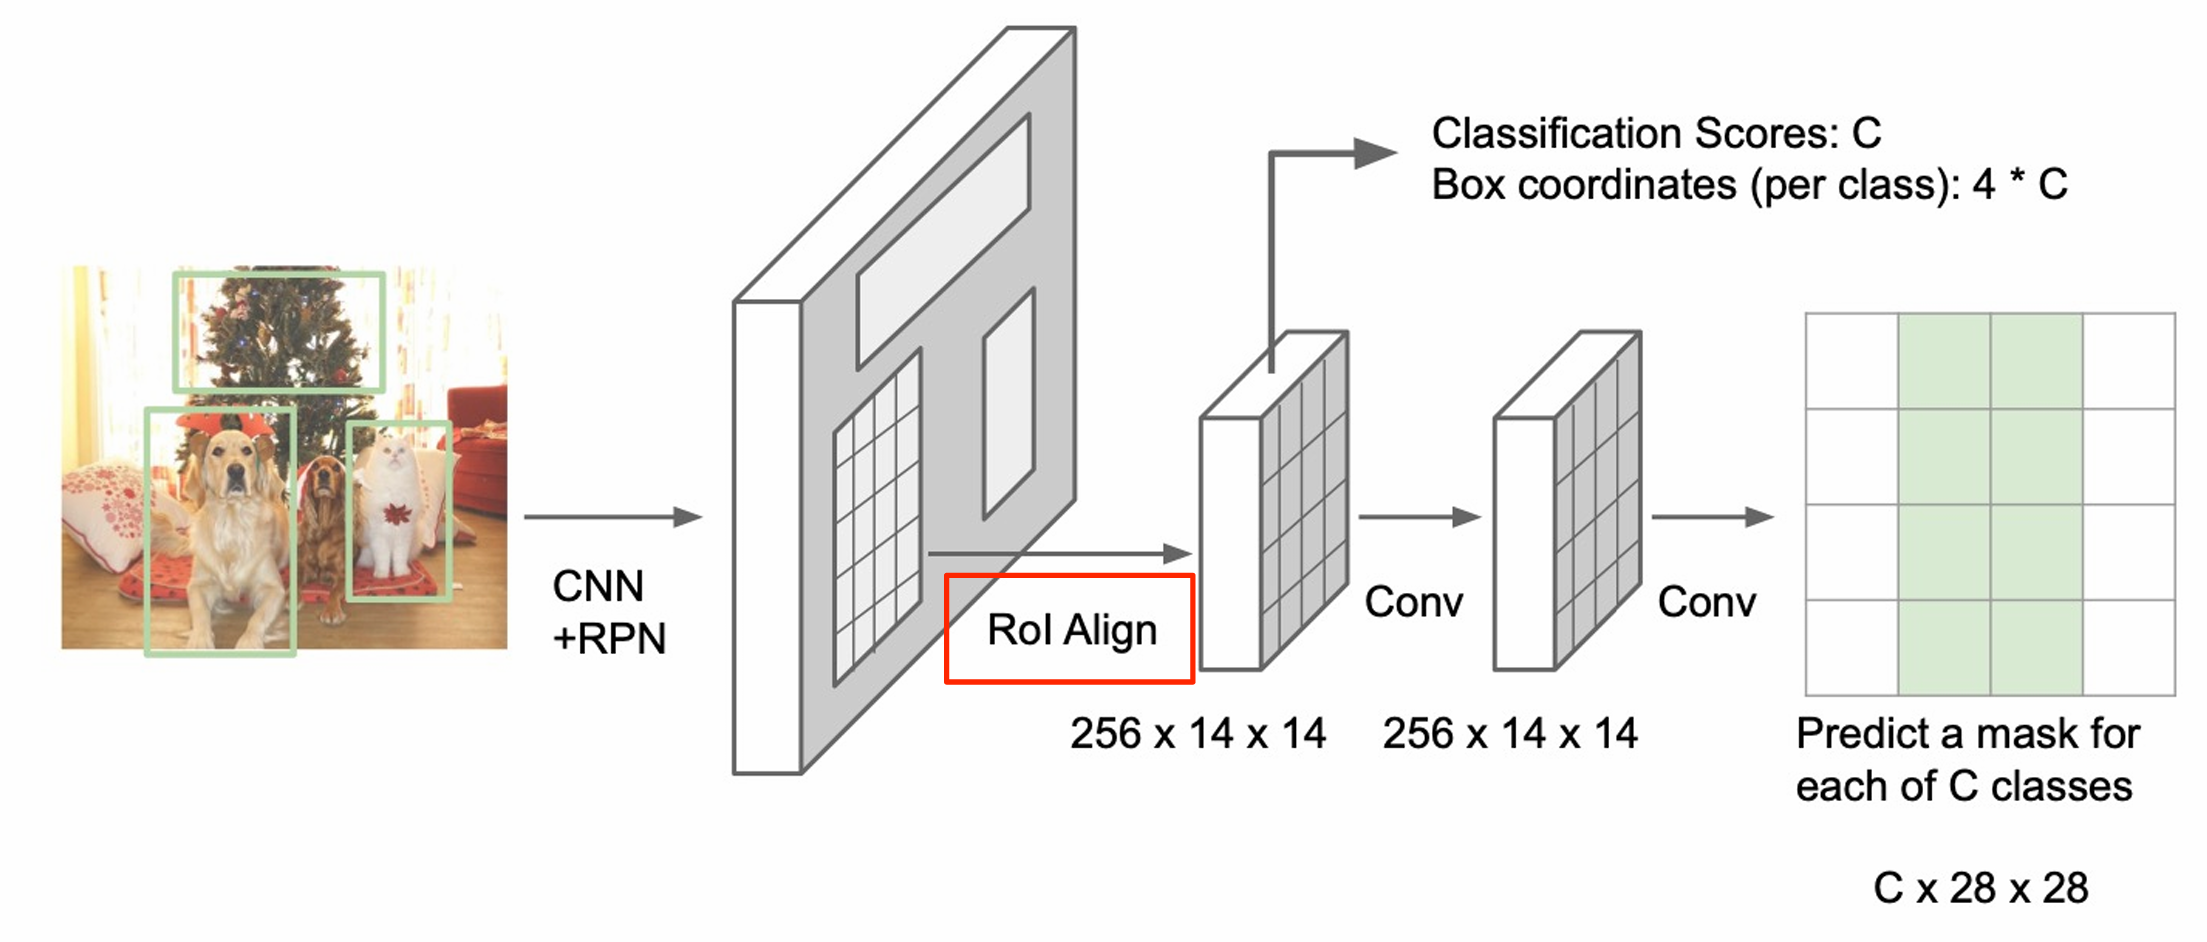 Classification Scores: C
Box coordinates (per class): 4 * C
CNN
+RPN
RoI Align
Conv
Conv
256 x 14 x 14
256 x 14 x 14
Predict a mask for
each of C classes
C x 28 x 28